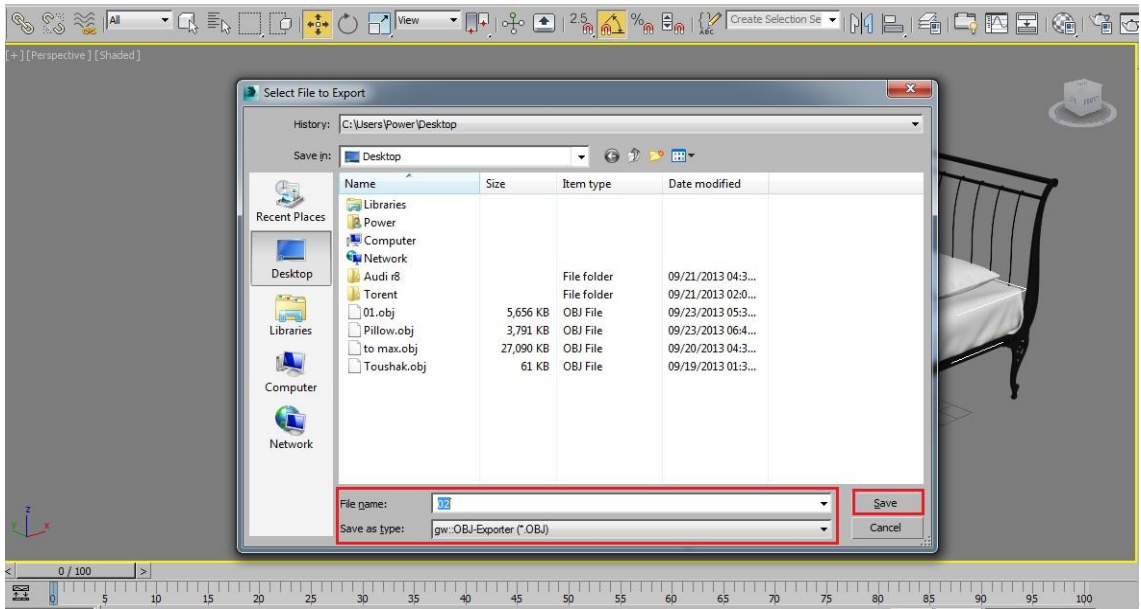 All View 2.5 % ABC Create Selection Se
[+][Perspective][Shaded]
FRONT
Select File to Export
History: C:\Users\Power\Desktop
Save in: Desktop
Name Size Item type Date modified
Libraries
Power
Computer
Network
Audi r8 File folder 09/21/2013 04:3...
Torent File folder 09/21/2013 02:0...
01.obj 5,656 KB OBJ File 09/23/2013 05:3...
Pillow.obj 3,791 KB OBJ File 09/23/2013 06:4...
to max.obj 27,090 KB OBJ File 09/20/2013 04:3...
Toushak.obj 61 KB OBJ File 09/19/2013 01:3...
Recent Places
Desktop
Libraries
Computer
Network
File name: 02 Save
Save as type: gw::OBJ-Exporter (*.OBJ) Cancel
z
y x
< 0 / 100 >
0 5 10 15 20 25 30 35 40 45 50 55 60 65 70 75 80 85 90 95 100